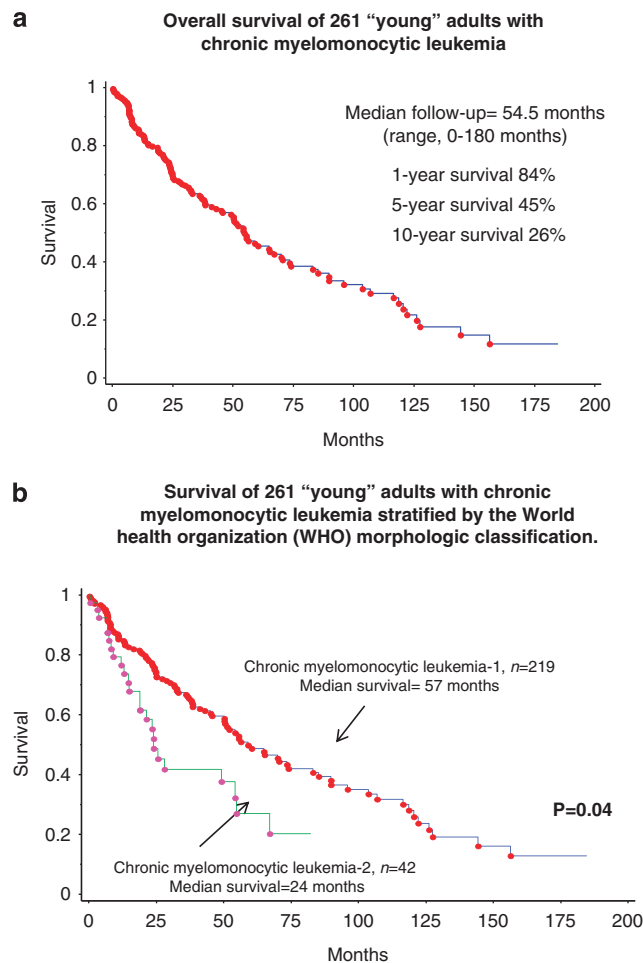 a
Overall survival of 261 “young” adults with
chronic myelomonocytic leukemia
1
0.8
0.6
0.4
0.2
0
Survival
Median follow-up= 54.5 months
(range, 0-180 months)
1-year survival 84%
5-year survival 45%
10-year survival 26%
0 25 50 75 100 125 150 175 200
Months
b
Survival of 261 “young” adults with chronic
myelomonocytic leukemia stratified by the World
health organization (WHO) morphologic classification.
1
0.8
0.6
0.4
0.2
0
Survival
Chronic myelomonocytic leukemia-1, n=219
Median survival= 57 months
P=0.04
Chronic myelomonocytic leukemia-2, n=42
Median survival=24 months
0 25 50 75 100 125 150 175 200
Months